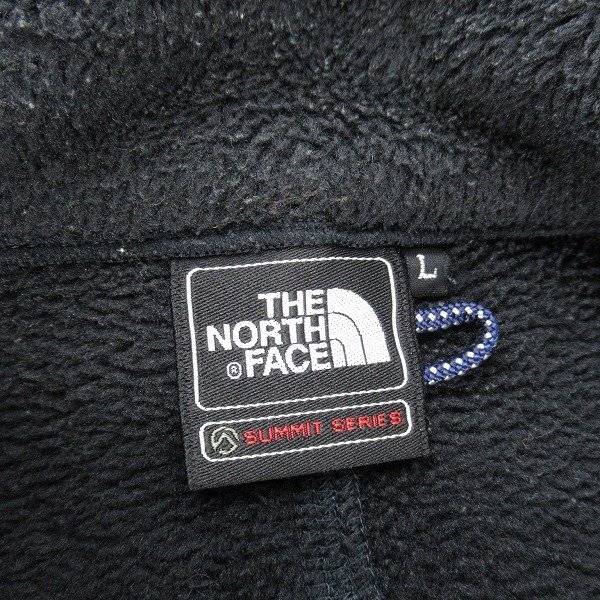 THE
NORTH
® FACE
SUMMIT SERIES
L